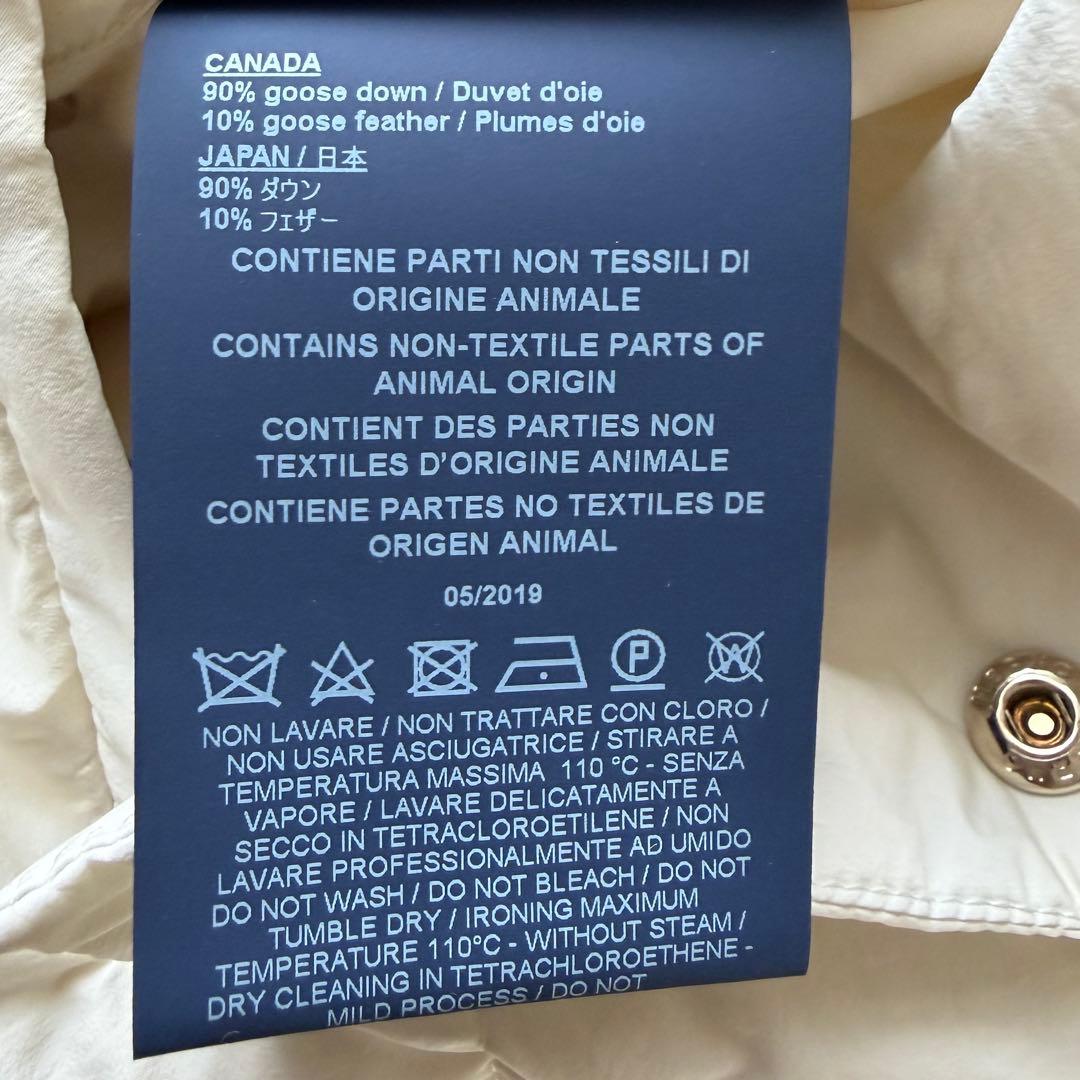 CANADA
90% goose down / Duvet d'oie
10% goose feather / Plumes d'oie
JAPAN / 日本
90% ダウン
10% フェザー
CONTIENE PARTI NON TESSILI DI
ORIGINE ANIMALE
CONTAINS NON-TEXTILE PARTS OF
ANIMAL ORIGIN
CONTIENT DES PARTIES NON
TEXTILES D'ORIGINE ANIMALE
CONTIENE PARTES NO TEXTILES DE
ORIGEN ANIMAL
05/2019
P W
NON LAVARE / NON TRATTARE CON CLORO /
NON USARE ASCIUGATRICE / STIRARE A
TEMPERATURA MASSIMA 110 °C - SENZA
VAPORE / LAVARE DELICATAMENTE A
SECCO IN TETRACLOROETILENE / NON
LAVARE PROFESSIONALMENTE AD UMIDO
DO NOT WASH / DO NOT BLEACH / DO NOT
TUMBLE DRY / IRONING MAXIMUM
TEMPERATURE 110°C - WITHOUT STEAM /
DRY CLEANING IN TETRACHLOROETHENE -
MILD PROCESS / DO NOT